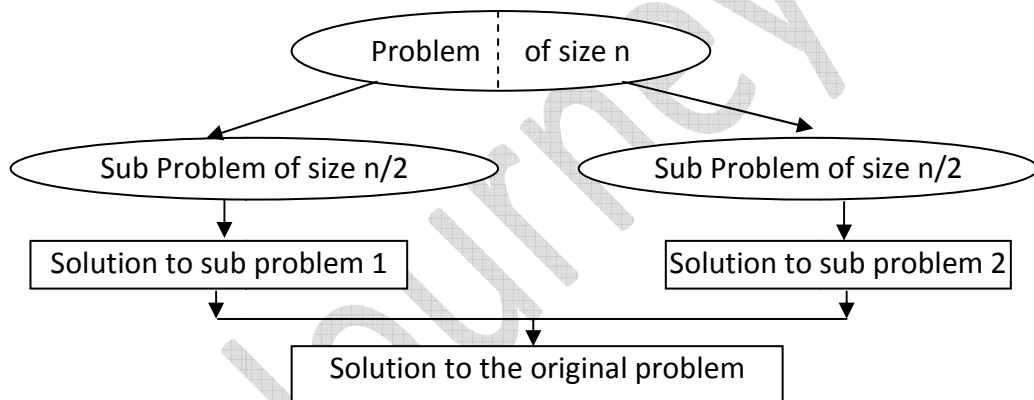 Problem of size n
Sub Problem of size n/2
Sub Problem of size n/2
Solution to sub problem 1
Solution to sub problem 2
Solution to the original problem